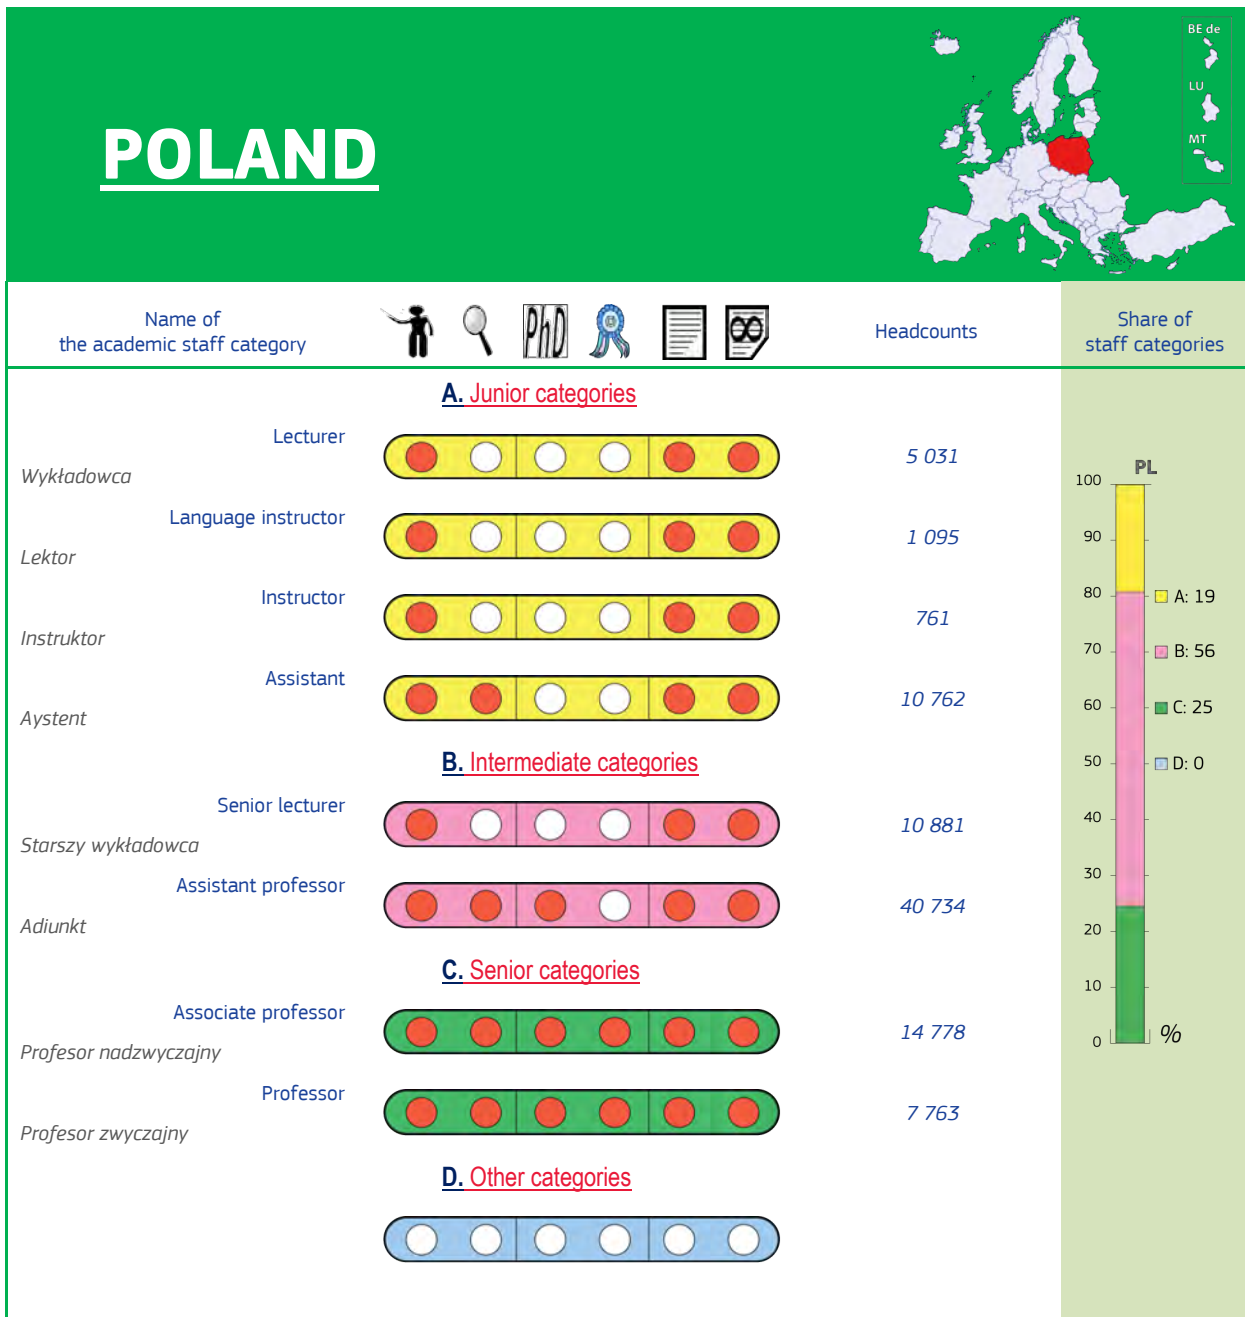 POLAND
BE de
LU
MT
Name of
the academic staff category
PhD
Headcounts
Share of
staff categories
A. Junior categories
Lecturer
Wykładowca
5 031
Language instructor
Lektor
1 095
Instructor
Instruktor
761
Assistant
Aystent
10 762
B. Intermediate categories
Senior lecturer
Starszy wykładowca
10 881
Assistant professor
Adiunkt
40 734
C. Senior categories
Associate professor
Profesor nadzwyczajny
14 778
Professor
Profesor zwyczajny
7 763
D. Other categories
PL
100
90
80
70
60
50
40
30
20
10
0
%
A: 19
B: 56
C: 25
D: 0